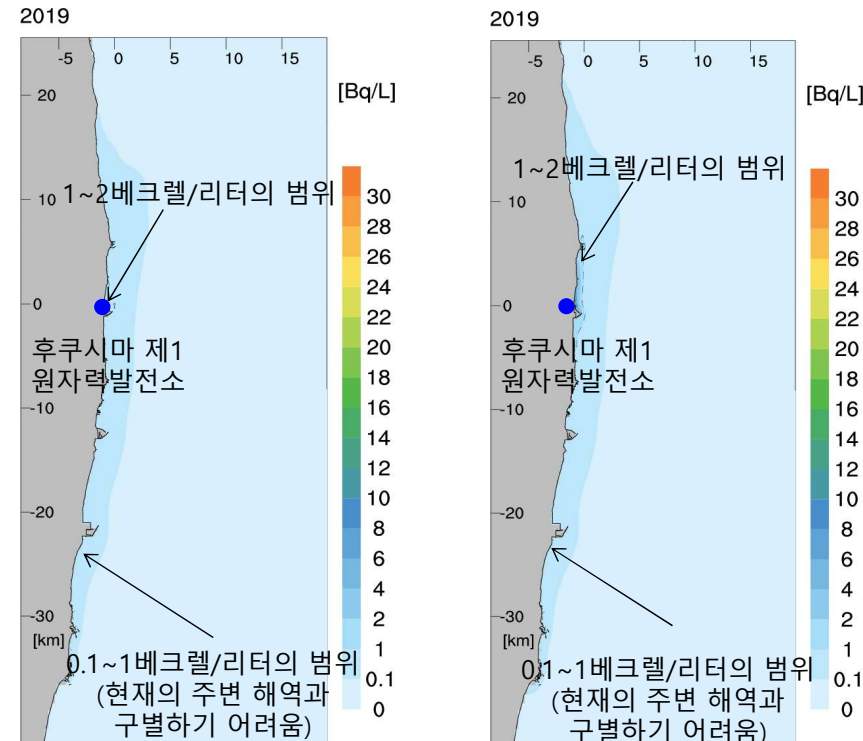 2019
-5 0 5 10 15
[Bq/L]
20
10
0
-10
-20
-30
[km]
1~2베크렐/리터의 범위
후쿠시마 제1
원자력발전소
0.1~1베크렐/리터의 범위
(현재의 주변 해역과
구별하기 어려움)
30
28
26
24
22
20
18
16
14
12
10
8
6
4
2
1
0.1
0
2019
-5 0 5 10 15
[Bq/L]
20
10
0
-10
-20
-30
[km]
1~2베크렐/리터의 범위
후쿠시마 제1
원자력발전소
0.1~1베크렐/리터의 범위
(현재의 주변 해역과
구별하기 어려움)
30
28
26
24
22
20
18
16
14
12
10
8
6
4
2
1
0.1
0